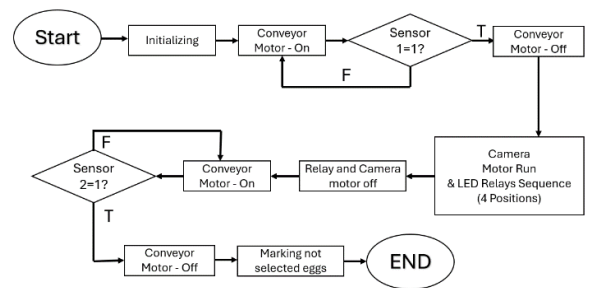 Start
Initializing
Conveyor
Motor - On
Sensor
1=1?
T
Conveyor
Motor - Off
F
Camera
Motor Run
& LED Relays Sequence
(4 Positions)
Relay and Camera
motor off
Conveyor
Motor - On
F
Sensor
2=1?
T
Conveyor
Motor - Off
Marking not
selected eggs
END